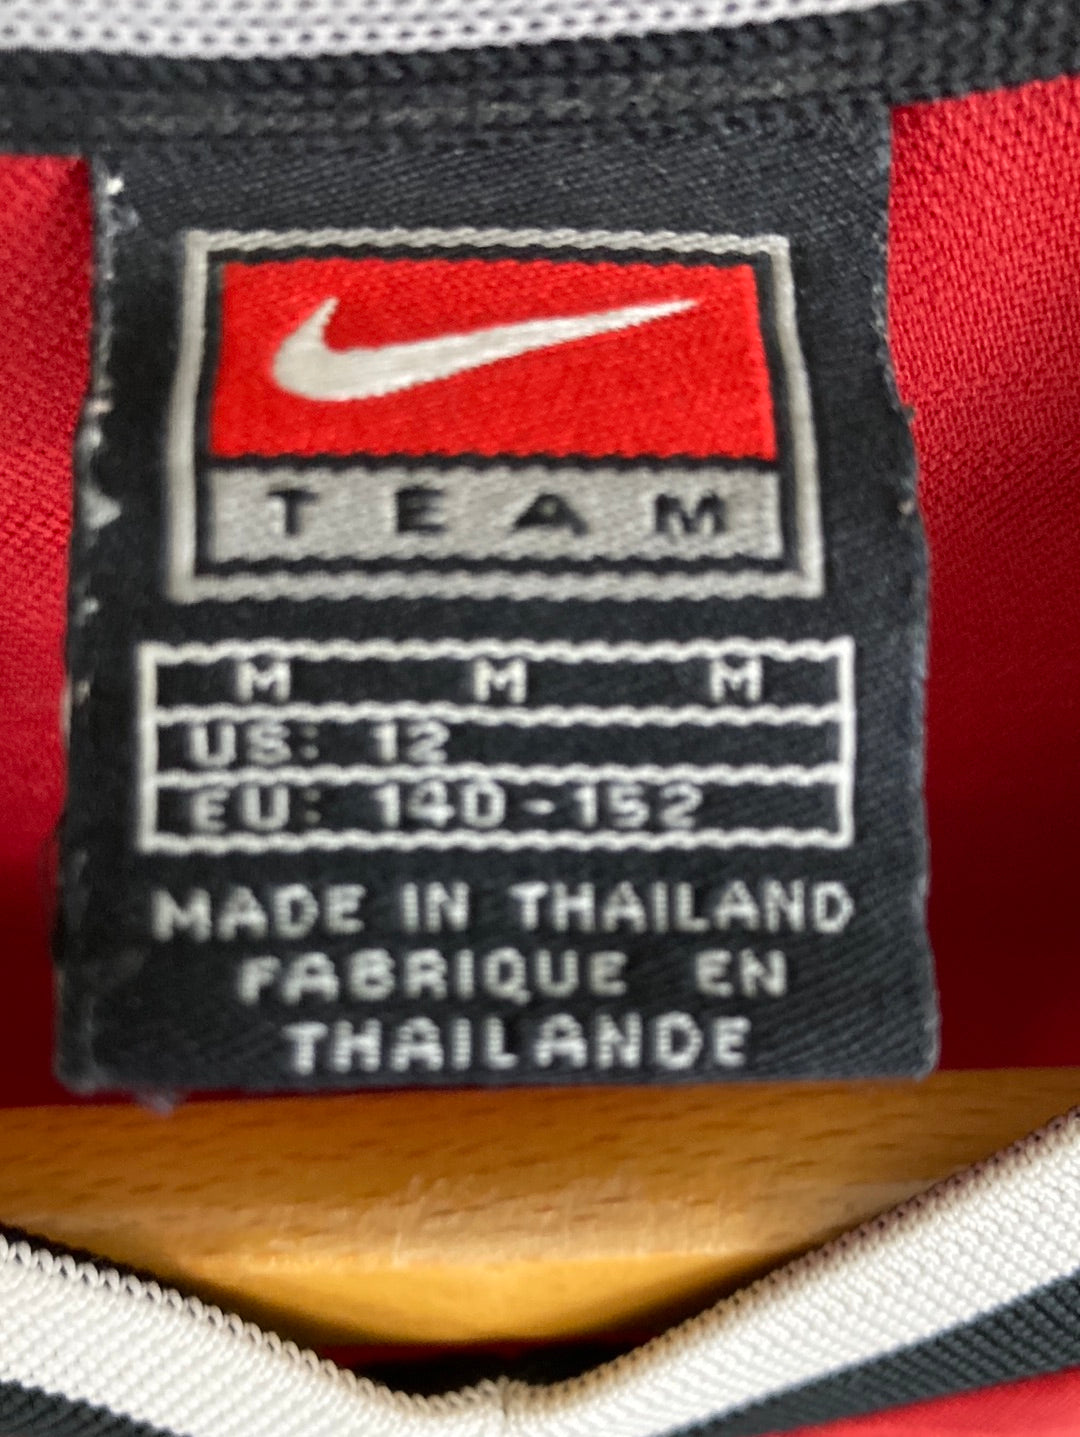 TEAM
M M M
US: 12
EU: 140-152
MADE IN THAILAND
FABRIQUE EN
THAILANDE